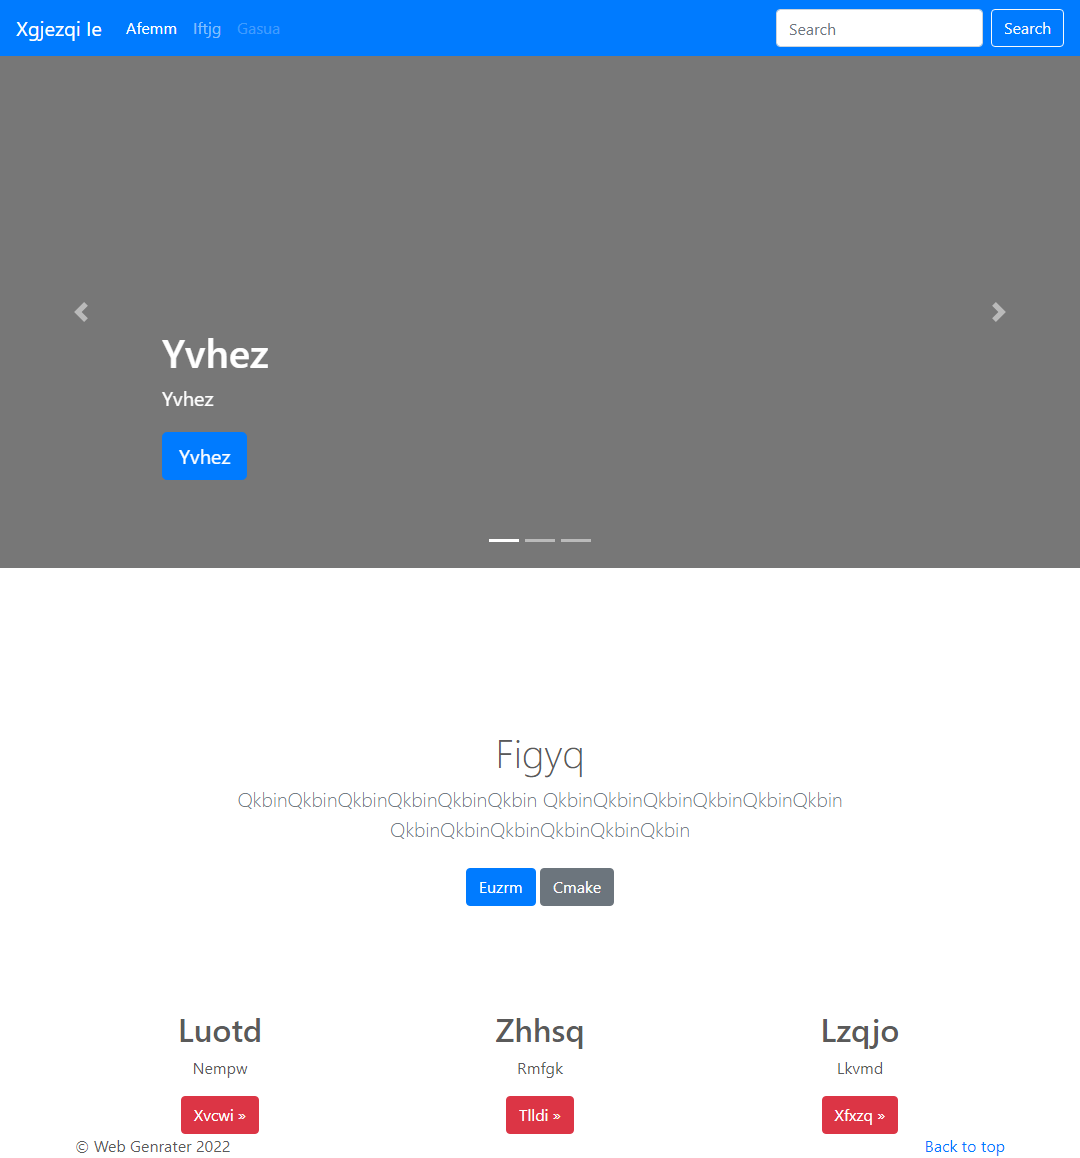 Xgjezqi le Afemm Iftjg Gasua Search Search
Yvhez
Yvhez
Yvhez
Figyq
QkbinQkbinQkbinQkbinQkbinQkbin QkbinQkbinQkbinQkbinQkbinQkbin
QkbinQkbinQkbinQkbinQkbinQkbin
Euzrm Cmake
Luotd Zhhsq Lzqjo
Nempw Rmfgk Lkvmd
Xvcwi » Tlldi » Xfxzq »
© Web Genrater 2022 Back to top